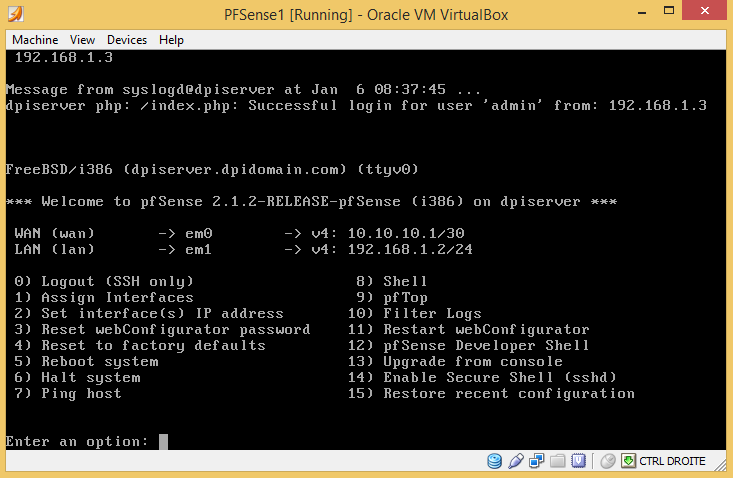 PFSense1 [Running] - Oracle VM VirtualBox
Machine View Devices Help
192.168.1.3
Message from syslogd@dpiserver at Jan  6 08:37:45 ...
dpiserver php: /index.php: Successful login for user 'admin' from: 192.168.1.3
FreeBSD/i386 (dpiserver.dpidomain.com) (ttyv0)
*** Welcome to pfSense 2.1.2-RELEASE-pfSense (i386) on dpiserver ***
WAN (wan)       -> em0        -> v4: 10.10.10.1/30
LAN (lan)       -> em1        -> v4: 192.168.1.2/24
0) Logout (SSH only)                  8) Shell
1) Assign Interfaces                  9) pfTop
2) Set interface(s) IP address       10) Filter Logs
3) Reset webConfigurator password    11) Restart webConfigurator
4) Reset to factory defaults         12) pfSense Developer Shell
5) Reboot system                     13) Upgrade from console
6) Halt system                       14) Enable Secure Shell (sshd)
7) Ping host                         15) Restore recent configuration
Enter an option:
CTRL DROITE